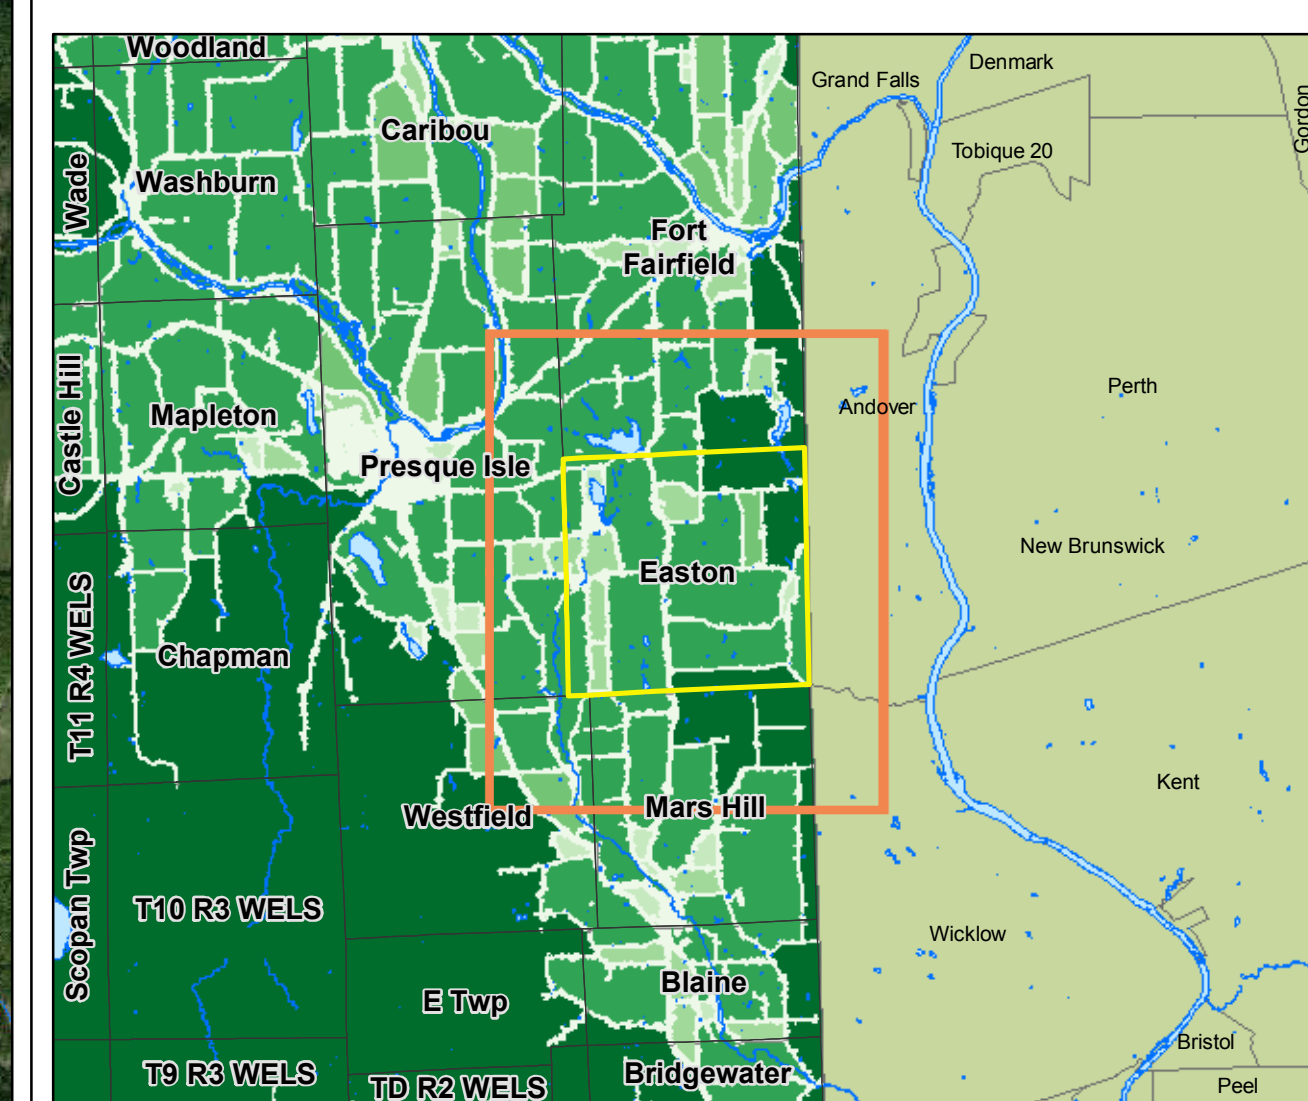 Woodland
Denmark
Grand Falls
Gordon
Caribou
Tobique 20
Wade
Washburn
Fort
Fairfield
Castle Hill
Mapleton
Perth
Andover
Presque Isle
New Brunswick
Easton
T11 R4 WELS
Chapman
Kent
Westfield
Mars Hill
Scopan Twp
T10 R3 WELS
Wicklow
Blaine
E Twp
Bristol
T9 R3 WELS
TD R2 WELS
Bridgewater
Peel